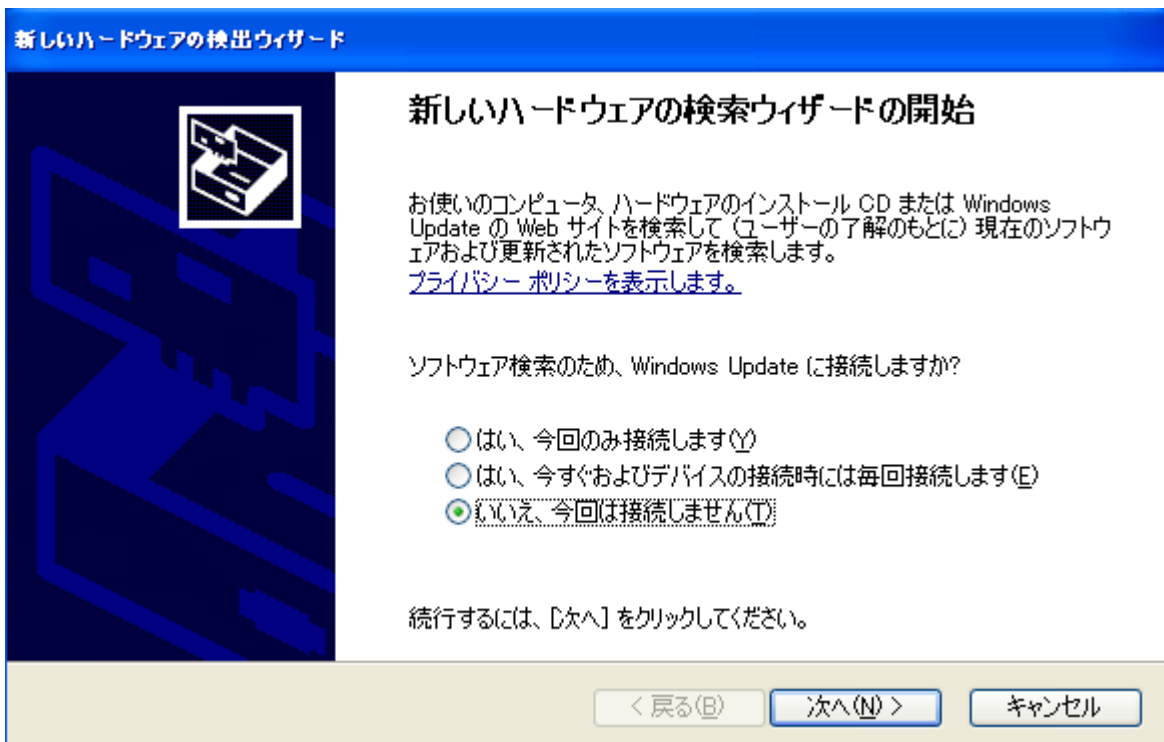 新しいハードウェアの検出ウィザード
新しいハードウェアの検索ウィザードの開始
お使いのコンピュータ、ハードウェアのインストール CD または Windows
Update の Web サイトを検索して (ユーザーの了解のもとに) 現在のソフトウ
ェアおよび更新されたソフトウェアを検索します。
プライバシー ポリシーを表示します。
ソフトウェア検索のため、Windows Update に接続しますか?
はい、今回のみ接続します(Y)
はい、今すぐおよびデバイスの接続時には毎回接続します(E)
いいえ、今回は接続しません(T)
続行するには、[次へ] をクリックしてください。
< 戻る(B) 次へ(N) > キャンセル